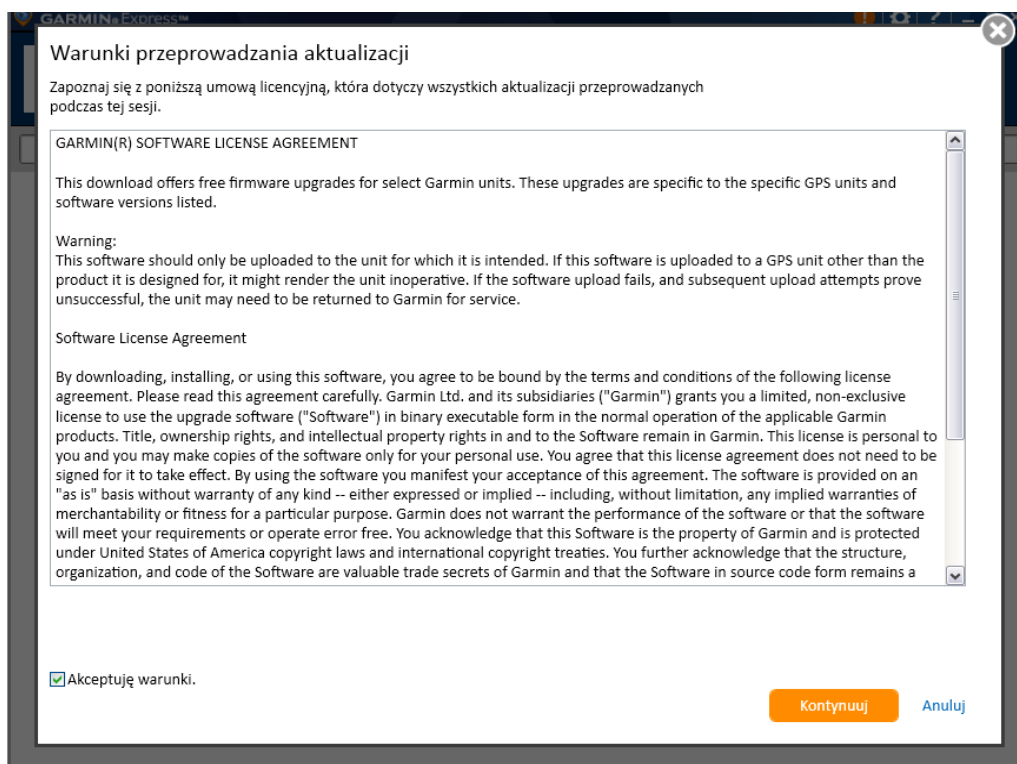 GARMIN® Express™
Warunki przeprowadzania aktualizacji
Zapoznaj się z poniższą umową licencyjną, która dotyczy wszystkich aktualizacji przeprowadzanych
podczas tej sesji.
GARMIN(R) SOFTWARE LICENSE AGREEMENT
This download offers free firmware upgrades for select Garmin units. These upgrades are specific to the specific GPS units and
software versions listed.
Warning:
This software should only be uploaded to the unit for which it is intended. If this software is uploaded to a GPS unit other than the
product it is designed for, it might render the unit inoperative. If the software upload fails, and subsequent upload attempts prove
unsuccessful, the unit may need to be returned to Garmin for service.
Software License Agreement
By downloading, installing, or using this software, you agree to be bound by the terms and conditions of the following license
agreement. Please read this agreement carefully. Garmin Ltd. and its subsidiaries ("Garmin") grants you a limited, non-exclusive
license to use the upgrade software ("Software") in binary executable form in the normal operation of the applicable Garmin
products. Title, ownership rights, and intellectual property rights in and to the Software remain in Garmin. This license is personal to
you and you may make copies of the software only for your personal use. You agree that this license agreement does not need to be
signed for it to take effect. By using the software you manifest your acceptance of this agreement. The software is provided on an
"as is" basis without warranty of any kind -- either expressed or implied -- including, without limitation, any implied warranties of
merchantability or fitness for a particular purpose. Garmin does not warrant the performance of the software or that the software
will meet your requirements or operate error free. You acknowledge that this Software is the property of Garmin and is protected
under United States of America copyright laws and international copyright treaties. You further acknowledge that the structure,
organization, and code of the Software are valuable trade secrets of Garmin and that the Software in source code form remains a
Akceptuję warunki.
Kontynuuj
Anuluj